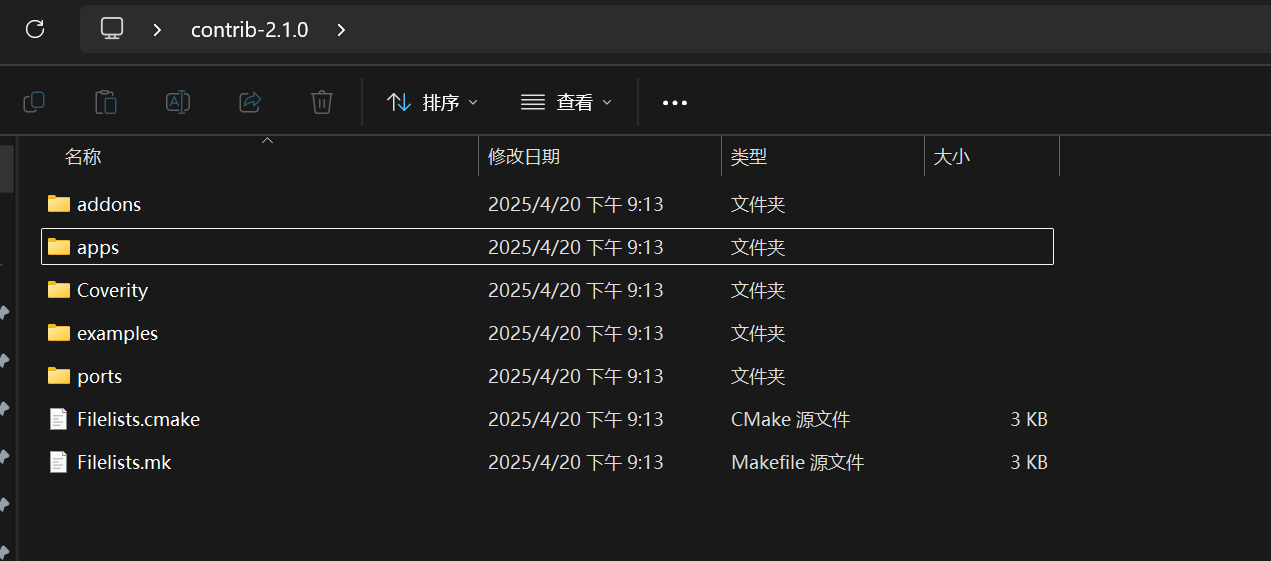 contrib-2.1.0
排序 查看
名称 修改日期 类型 大小
addons 2025/4/20 下午 9:13 文件夹
apps 2025/4/20 下午 9:13 文件夹
Coverity 2025/4/20 下午 9:13 文件夹
examples 2025/4/20 下午 9:13 文件夹
ports 2025/4/20 下午 9:13 文件夹
Filelists.cmake 2025/4/20 下午 9:13 CMake 源文件 3 KB
Filelists.mk 2025/4/20 下午 9:13 Makefile 源文件 3 KB